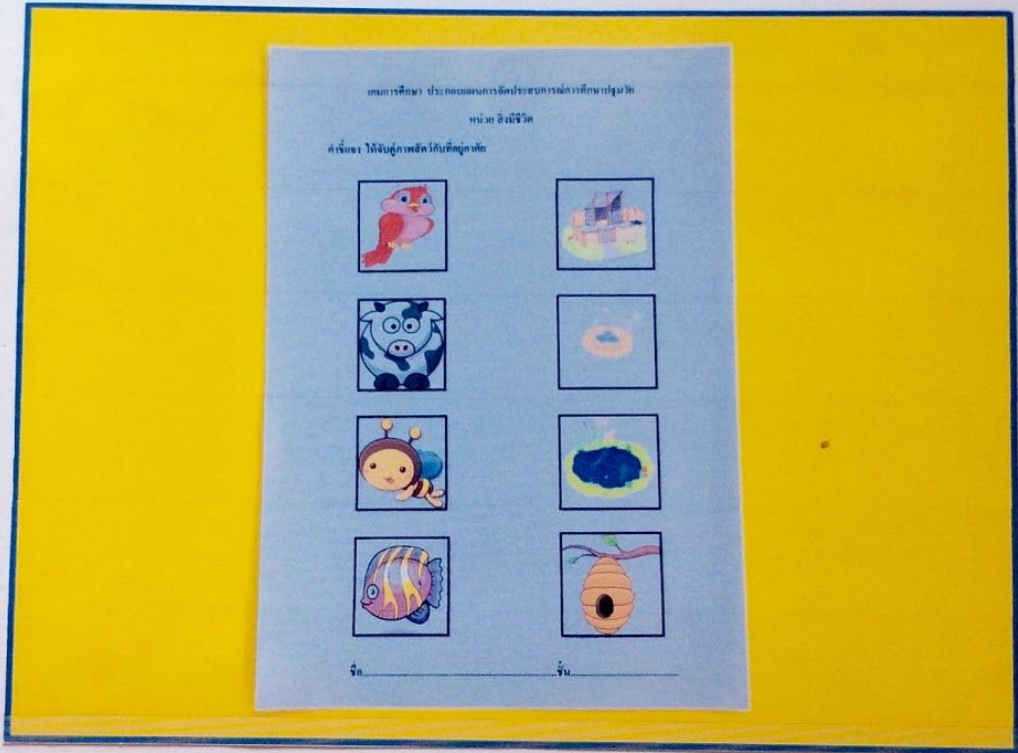 เกมการศึกษา ประกอบแผนการจัดประสบการณ์การศึกษาปฐมวัย
หน่วย สิ่งมีชีวิต
คำชี้แจง ให้จับคู่ภาพสัตว์กับที่อยู่อาศัย
ชื่อ..........................................................ชั้น................................